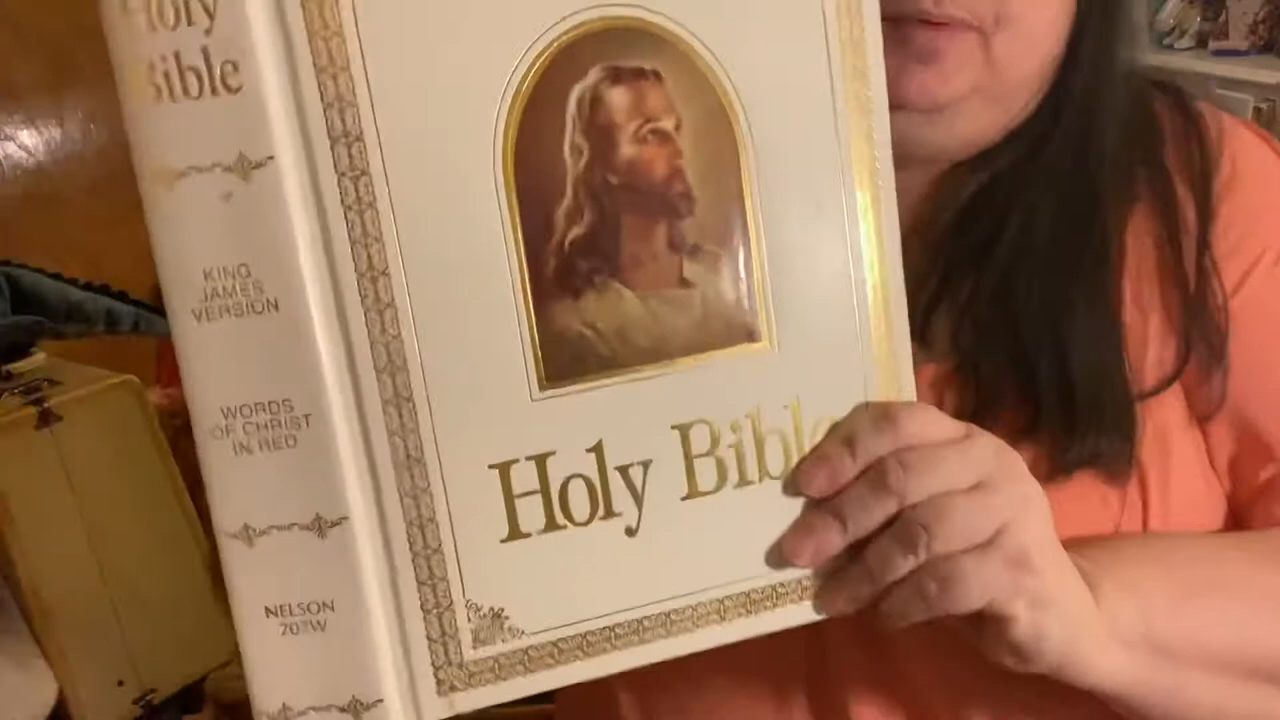 Holy
Bible
KING
JAMES
VERSION
WORDS
OF CHRIST
IN RED
NELSON
Holy Bible